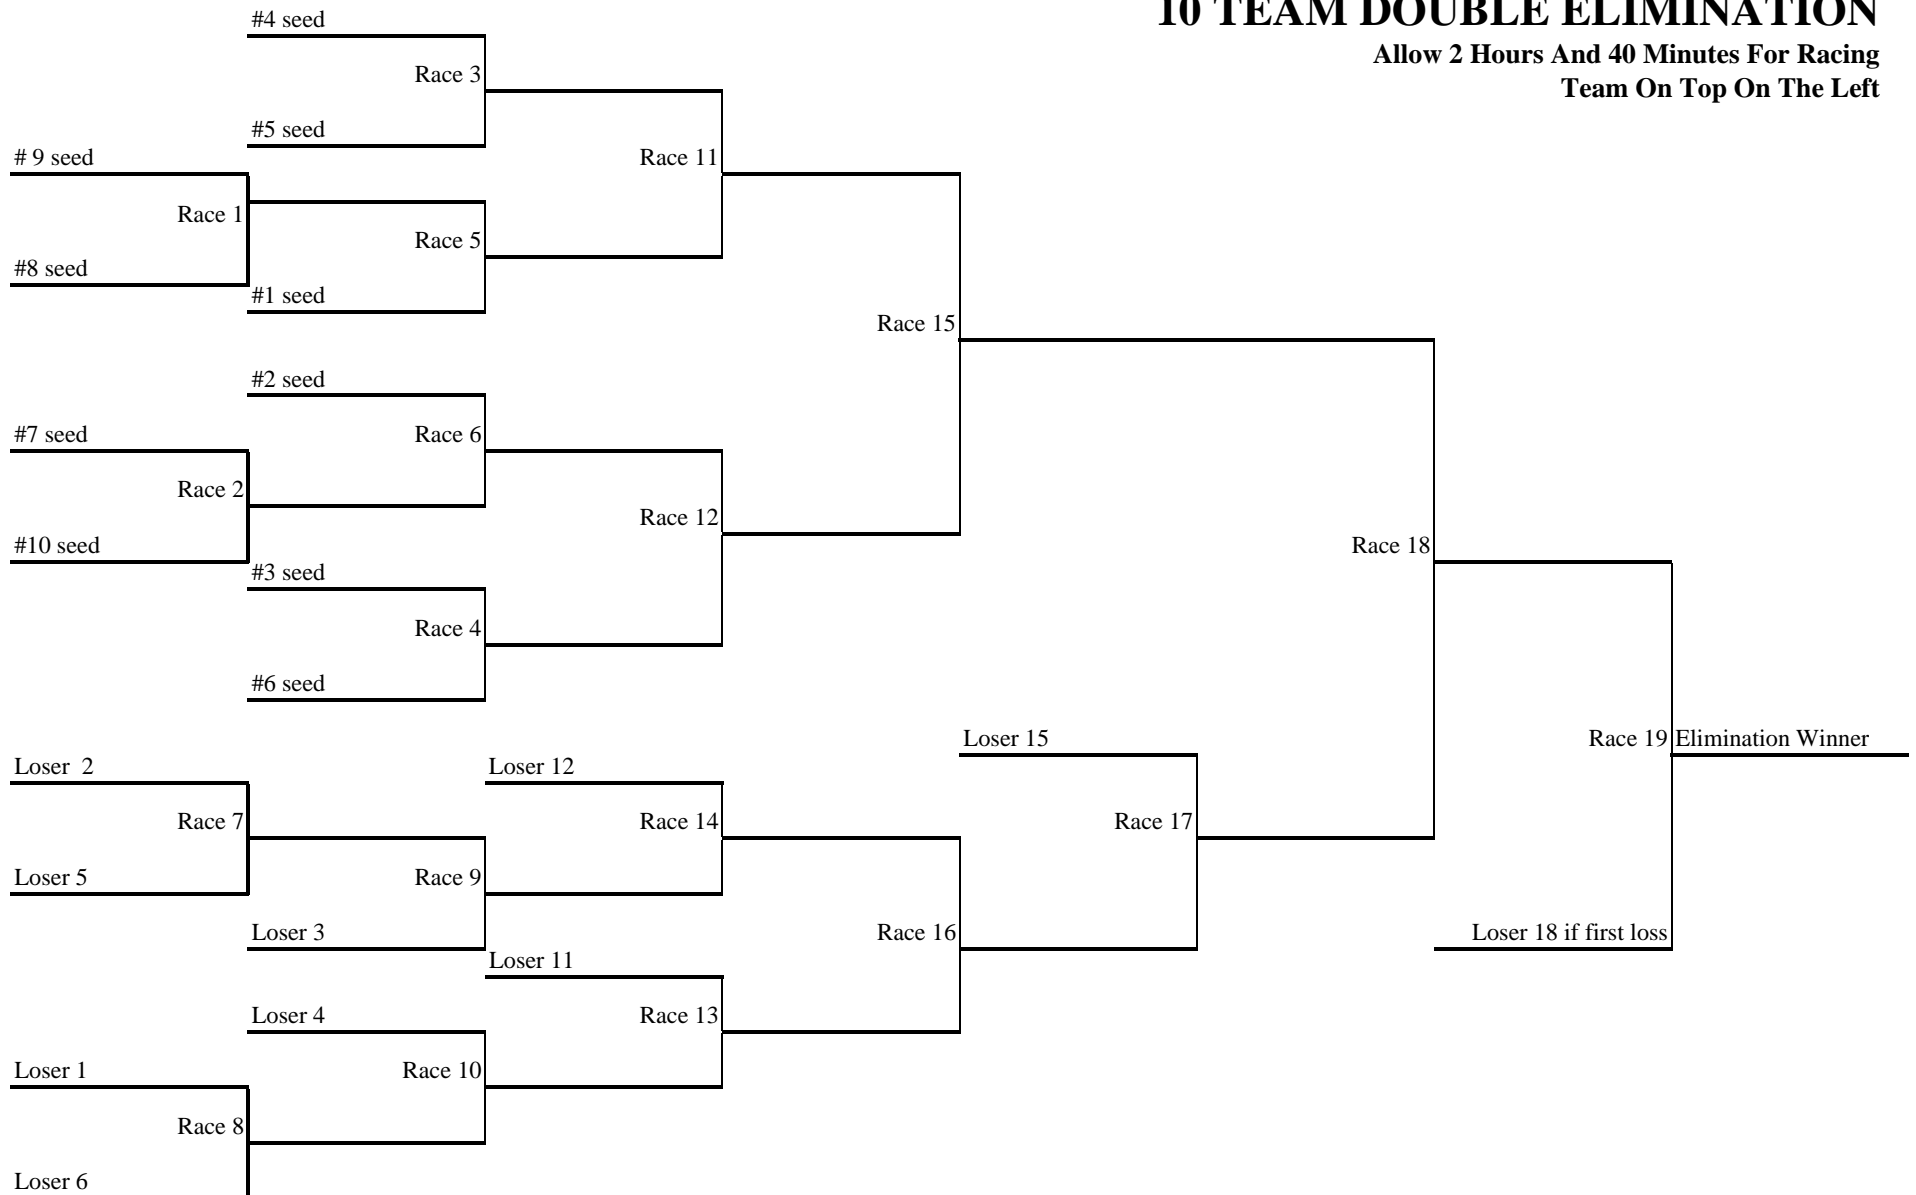 10 TEAM DOUBLE ELIMINATION
Allow 2 Hours And 40 Minutes For Racing
Team On Top On The Left
#4 seed
Race 3
#5 seed
# 9 seed
Race 11
Race 1
Race 5
#8 seed
#1 seed
Race 15
#2 seed
#7 seed
Race 6
Race 2
Race 12
#10 seed
Race 18
#3 seed
Race 4
#6 seed
Loser 15
Race 19
Elimination Winner
Loser  2
Loser 12
Race 7
Race 14
Race 17
Loser 5
Race 9
Loser 3
Race 16
Loser 18 if first loss
Loser 11
Loser 4
Race 13
Loser 1
Race 10
Race 8
Loser 6